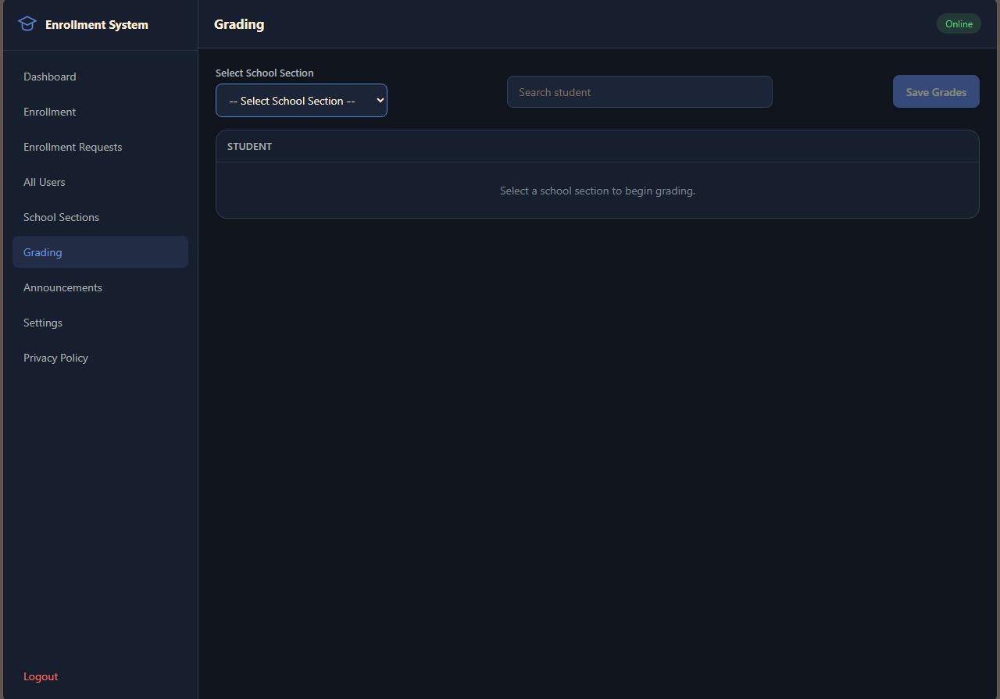 Enrollment System
Grading
Online
Dashboard
Enrollment
Enrollment Requests
All Users
School Sections
Grading
Announcements
Settings
Privacy Policy
Logout
Select School Section
-- Select School Section --
Search student
Save Grades
STUDENT
Select a school section to begin grading.